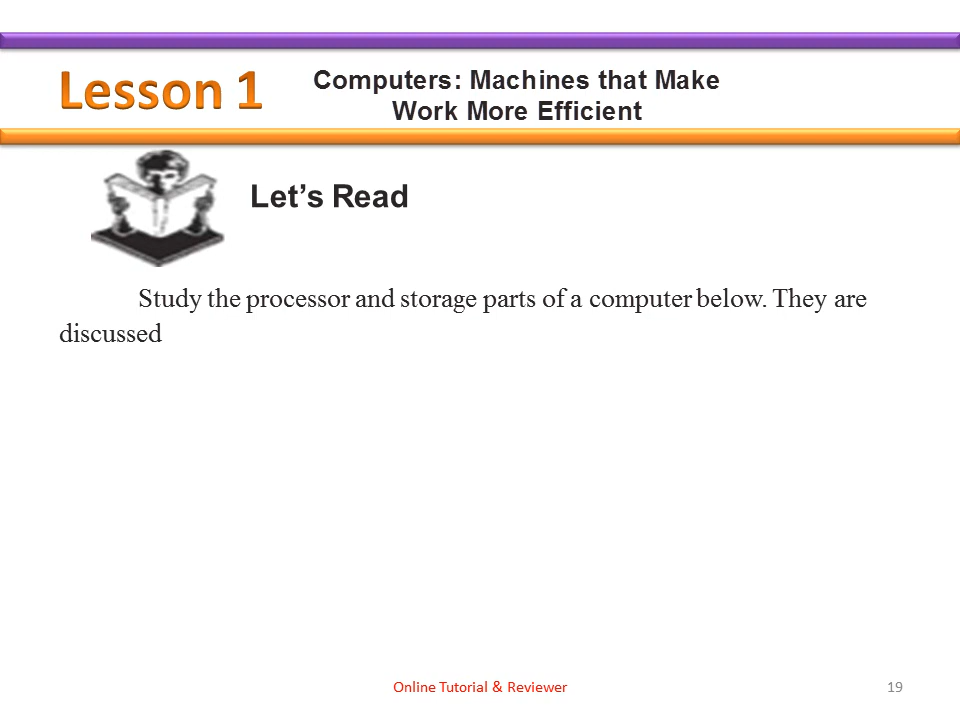 Lesson 1
Computers: Machines that Make
Work More Efficient
Let’s Read
Study the processor and storage parts of a computer below. They are
discussed
Online Tutorial & Reviewer
19